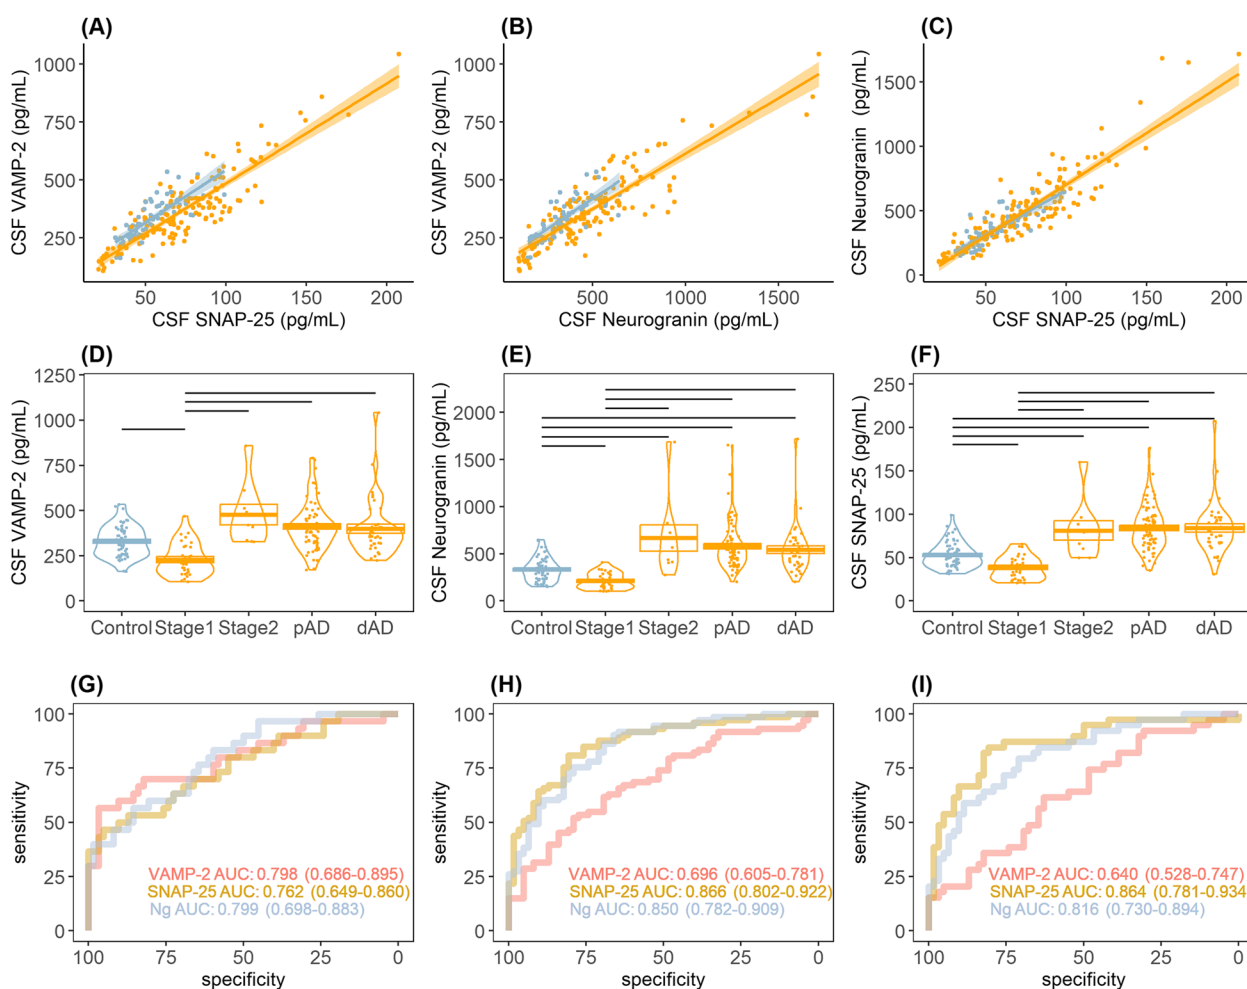 (A)
(B)
(C)
CSF VAMP-2 (pg/mL)
1000
750
500
250
50
100
150
200
CSF SNAP-25 (pg/mL)
CSF VAMP-2 (pg/mL)
1000
750
500
250
500
1000
1500
CSF Neurogranin (pg/mL)
CSF Neurogranin (pg/mL)
1500
1000
500
0
50
100
150
200
CSF SNAP-25 (pg/mL)
(D)
(E)
(F)
CSF VAMP-2 (pg/mL)
1250
1000
750
500
250
0
Control Stage1 Stage2 pAD dAD
CSF Neurogranin (pg/mL)
2000
1500
1000
500
0
Control Stage1 Stage2 pAD dAD
CSF SNAP-25 (pg/mL)
250
200
150
100
50
0
Control Stage1 Stage2 pAD dAD
(G)
(H)
(I)
sensitivity
100
75
50
25
0
VAMP-2 AUC: 0.798 (0.686-0.895)
SNAP-25 AUC: 0.762 (0.649-0.860)
Ng AUC: 0.799 (0.698-0.883)
100 75 50 25 0
specificity
sensitivity
100
75
50
25
0
VAMP-2 AUC: 0.696 (0.605-0.781)
SNAP-25 AUC: 0.866 (0.802-0.922)
Ng AUC: 0.850 (0.782-0.909)
100 75 50 25 0
specificity
sensitivity
100
75
50
25
0
VAMP-2 AUC: 0.640 (0.528-0.747)
SNAP-25 AUC: 0.864 (0.781-0.934
Ng AUC: 0.816 (0.730-0.894)
100 75 50 25 0
specificity